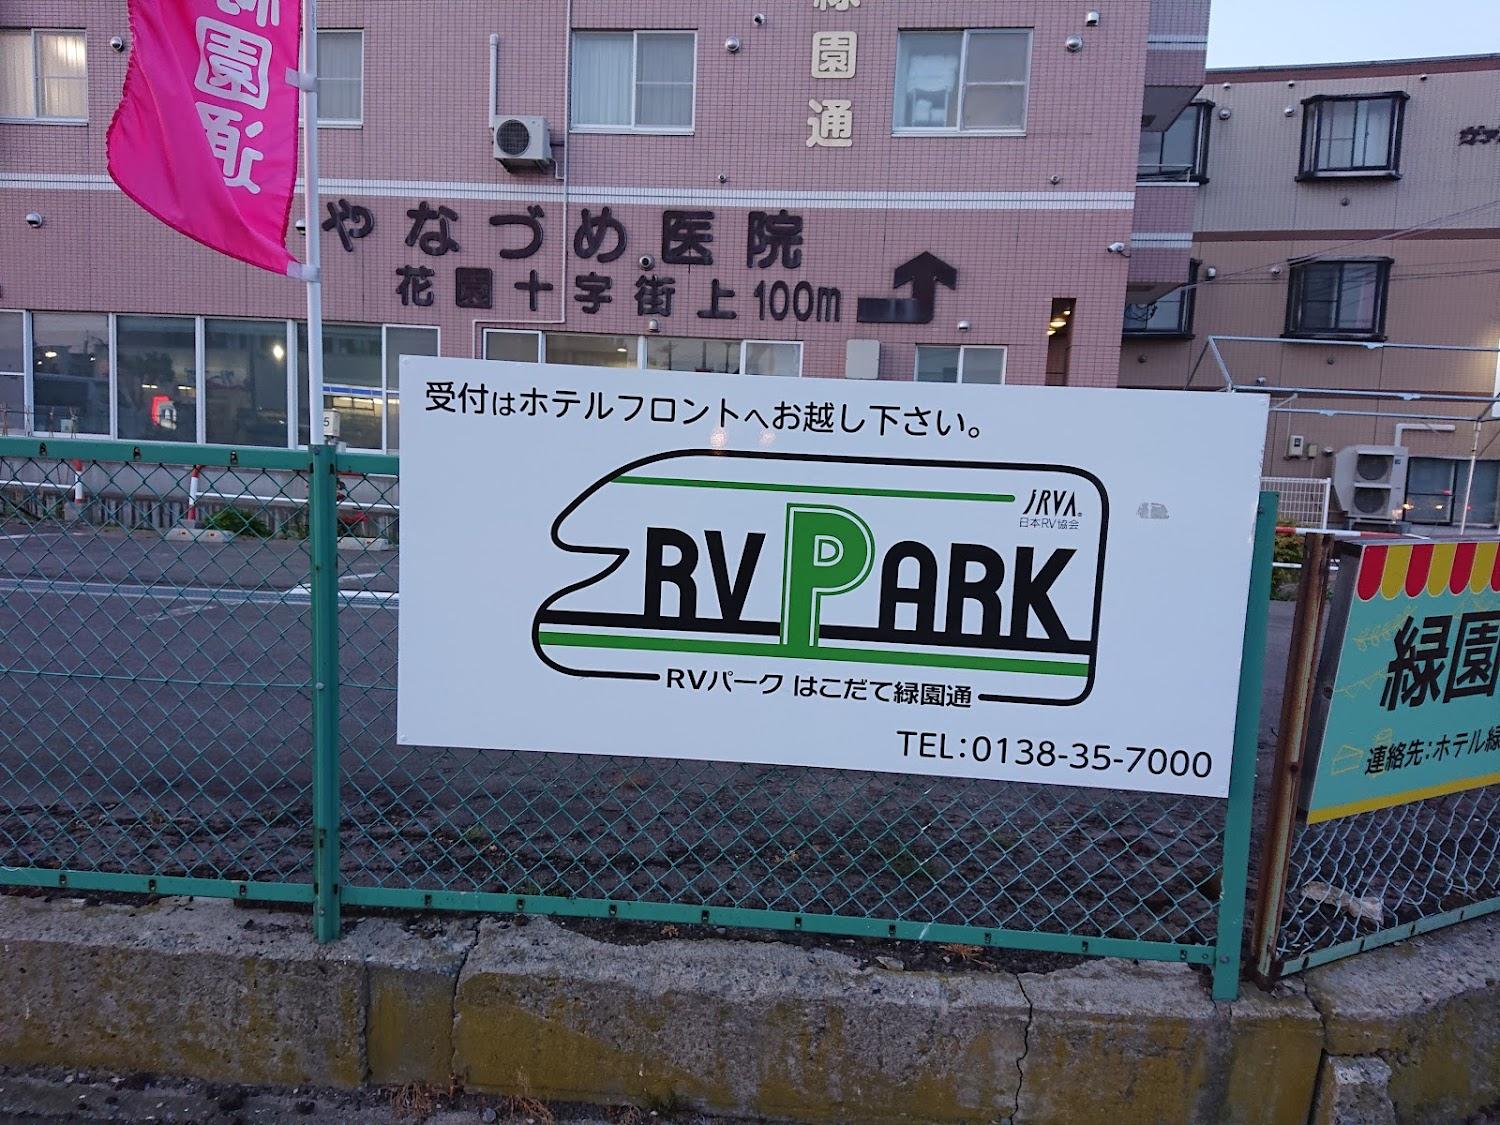 園通
緑園通
やなづめ医院
花園十字街上100m
受付はホテルフロントへお越し下さい。
JRVA
日本RV協会
RV PARK
RVパーク はこだて緑園通
TEL:0138-35-7000
緑園
連絡先:ホテル緑